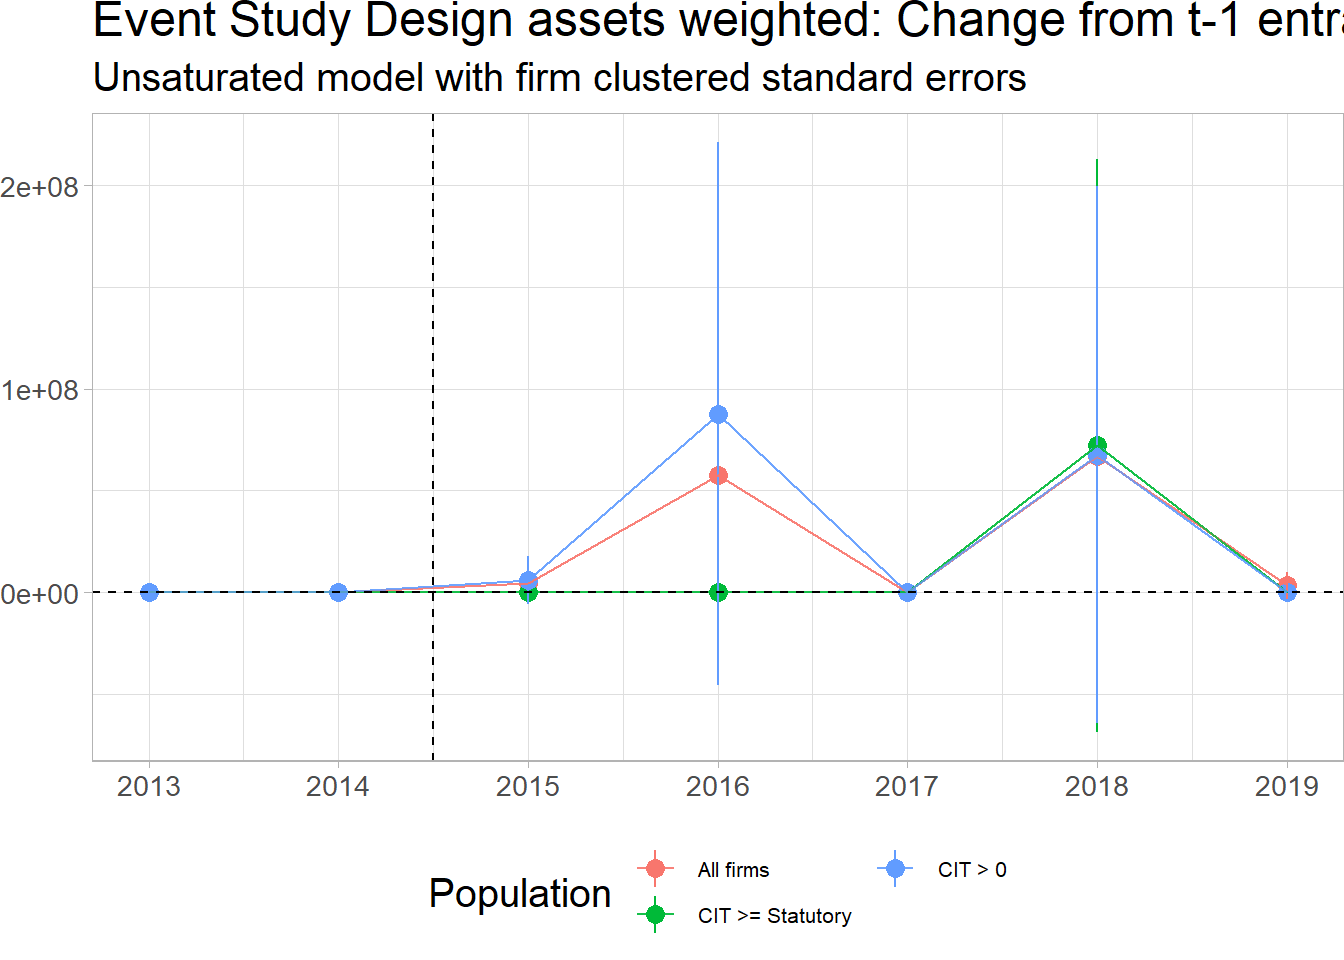 Event Study Design assets weighted: Change from t-1 entra
Unsaturated model with firm clustered standard errors
2e+08
1e+08
0e+00
2013 2014 2015 2016 2017 2018 2019
Population
All firms
CIT > 0
CIT >= Statutory